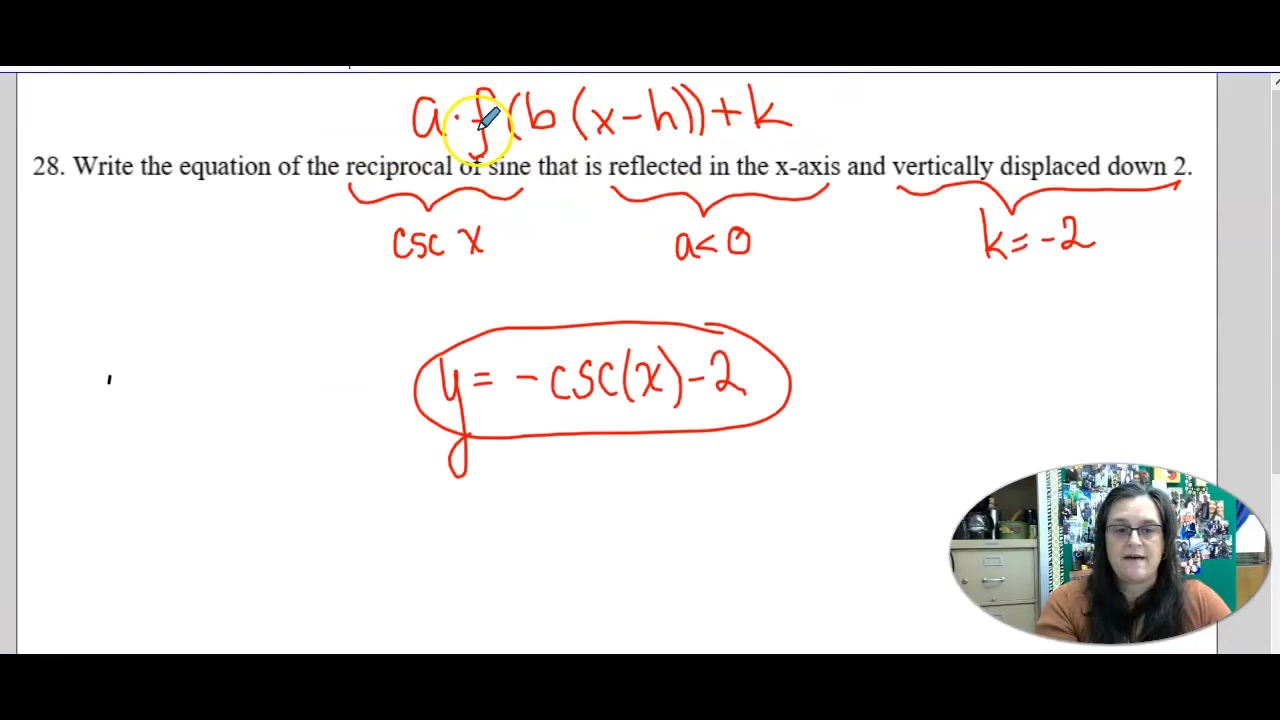 a·f(b(x-h))+k
28. Write the equation of the reciprocal of sine that is reflected in the x-axis and vertically displaced down 2.
csc x a<0 k=-2
y = -csc(x)-2